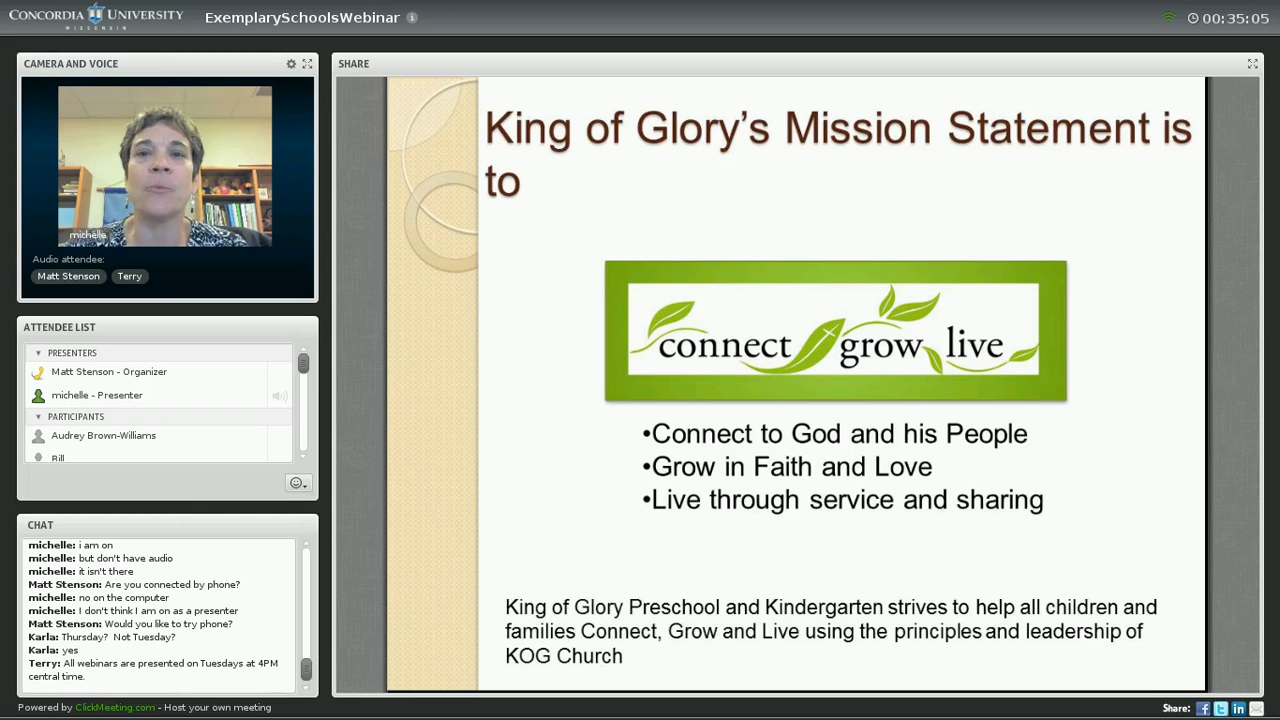 CONCORDIA UNIVERSITY
WISCONSIN
ExemplarySchoolsWebinar
00:35:05
CAMERA AND VOICE
michelle
Audio attendee:
Matt Stenson Terry
ATTENDEE LIST
PRESENTERS
Matt Stenson - Organizer
michelle - Presenter
PARTICIPANTS
Audrey Brown-Williams
Bill
CHAT
michelle: i am on
michelle: but don't have audio
michelle: it isn't there
Matt Stenson: Are you connected by phone?
michelle: no on the computer
michelle: I don't think I am on as a presenter
Matt Stenson: Would you like to try phone?
Karla: Thursday? Not Tuesday?
Karla: yes
Terry: All webinars are presented on Tuesdays at 4PM
central time.
SHARE
King of Glory's Mission Statement is
to
connect grow live
•Connect to God and his People
•Grow in Faith and Love
•Live through service and sharing
King of Glory Preschool and Kindergarten strives to help all children and
families Connect, Grow and Live using the principles and leadership of
KOG Church
Powered by ClickMeeting.com - Host your own meeting
Share: